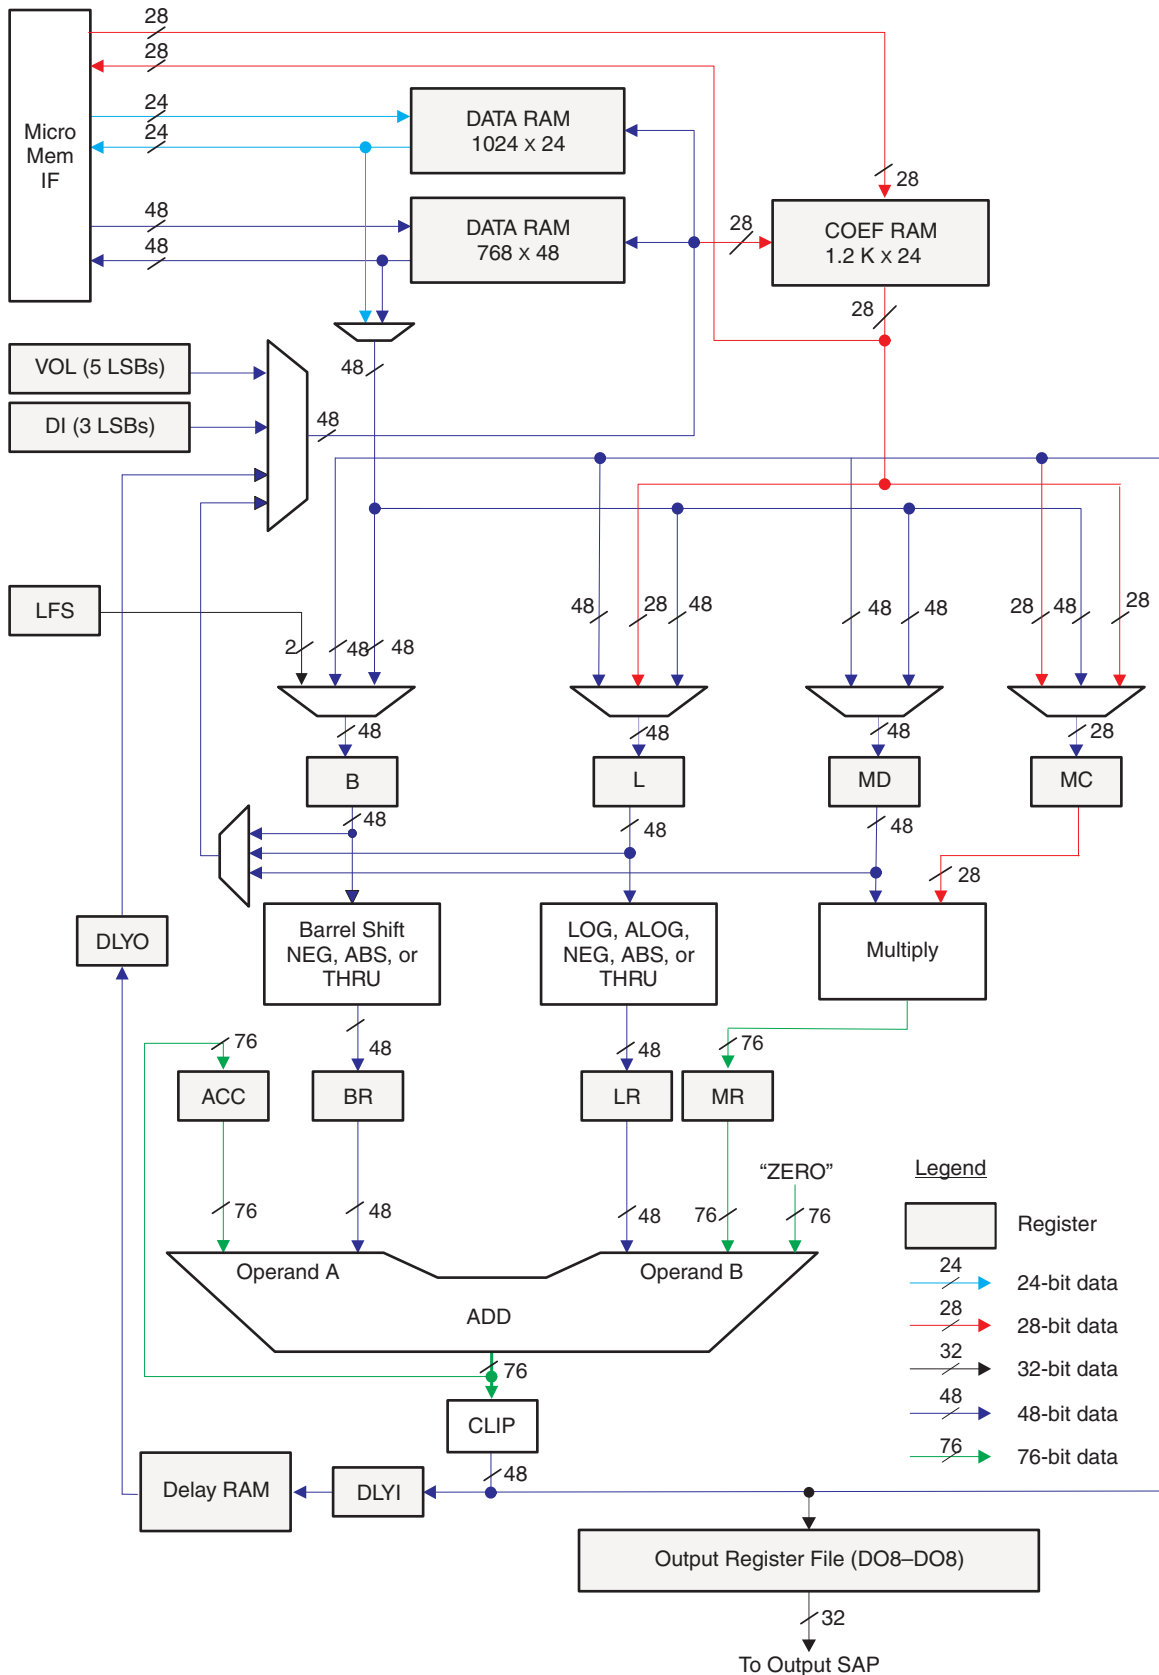 28
28
24
24
Micro
Mem
IF
DATA RAM
1024 x 24
28
48
48
DATA RAM
768 x 48
28
COEF RAM
1.2 K x 24
28
VOL (5 LSBs)
48
DI (3 LSBs)
48
LFS
2
48
48
48
28
48
48
48
28
48
28
48
48
48
28
B
L
MD
MC
48
48
48
28
DLYO
Barrel Shift
NEG, ABS, or
THRU
LOG, ALOG,
NEG, ABS, or
THRU
Multiply
76
48
48
76
ACC
BR
LR
MR
"ZERO"
76
48
48
76
76
Operand A
Operand B
ADD
76
CLIP
48
Delay RAM
DLYI
Legend
Register
24
24-bit data
28
28-bit data
32
32-bit data
48
48-bit data
76
76-bit data
Output Register File (DO8–DO8)
32
To Output SAP